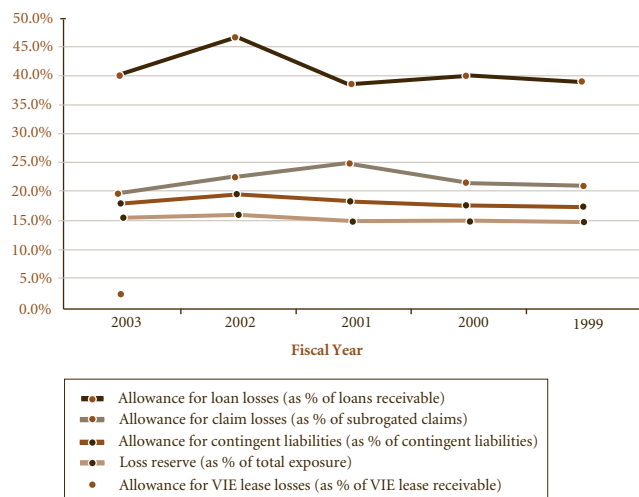 50.0%
45.0%
40.0%
35.0%
30.0%
25.0%
20.0%
15.0%
10.0%
5.0%
0.0%
2003 2002 2001 2000 1999
Fiscal Year
Allowance for loan losses (as % of loans receivable)
Allowance for claim losses (as % of subrogated claims)
Allowance for contingent liabilities (as % of contingent liabilities)
Loss reserve (as % of total exposure)
Allowance for VIE lease losses (as % of VIE lease receivable)